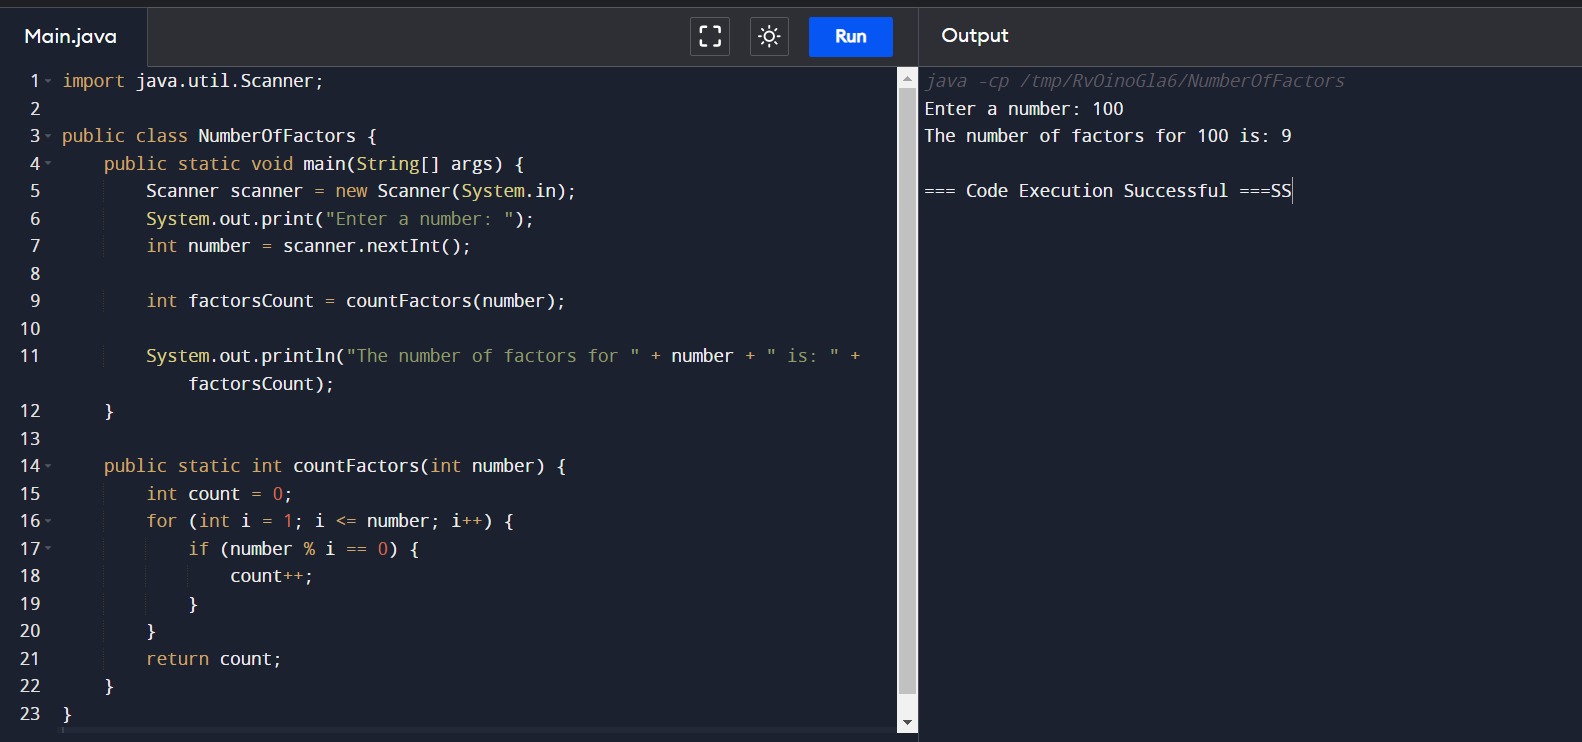 Main.java
Run
Output
1 import java.util.Scanner;
2
3 public class NumberOfFactors {
4     public static void main(String[] args) {
5         Scanner scanner = new Scanner(System.in);
6         System.out.print("Enter a number: ");
7         int number = scanner.nextInt();
8
9         int factorsCount = countFactors(number);
10
11         System.out.println("The number of factors for " + number + " is: " +
            factorsCount);
12     }
13
14     public static int countFactors(int number) {
15         int count = 0;
16         for (int i = 1; i <= number; i++) {
17             if (number % i == 0) {
18                 count++;
19             }
20         }
21         return count;
22     }
23 }
java -cp /tmp/RvOinoGla6/NumberOfFactors
Enter a number: 100
The number of factors for 100 is: 9
=== Code Execution Successful ===SS